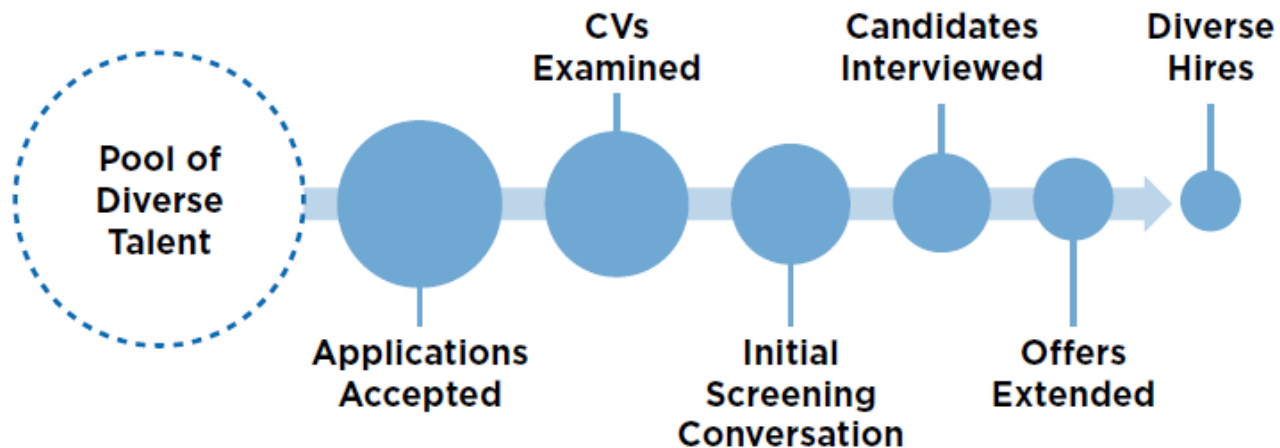 Pool of
Diverse
Talent
Applications
Accepted
CVs
Examined
Initial
Screening
Conversation
Candidates
Interviewed
Offers
Extended
Diverse
Hires